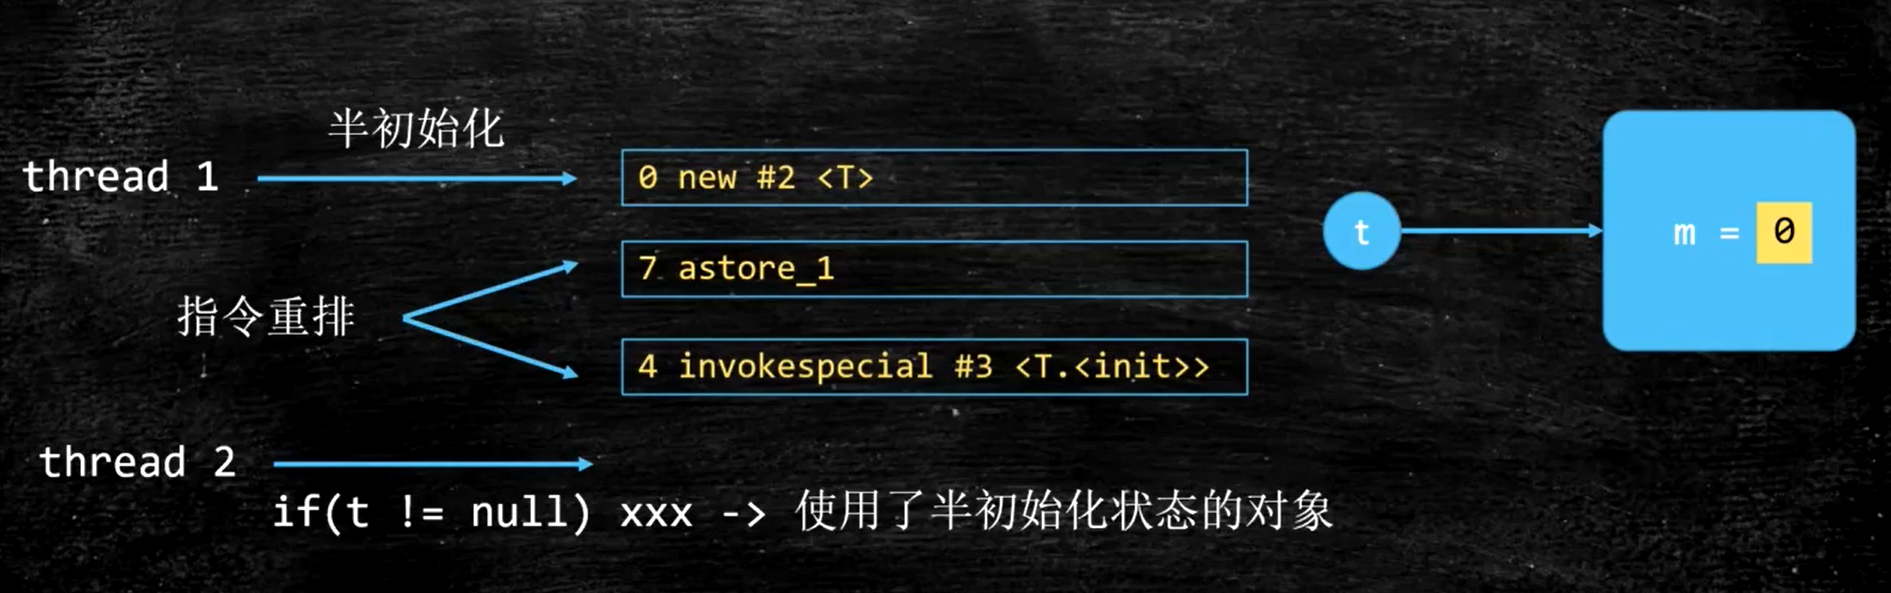 半初始化
thread 1
0 new #2 <T>
t
m = 0
7 astore_1
指令重排
4 invokespecial #3 <T.<init>>
thread 2
if(t != null) xxx -> 使用了半初始化状态的对象